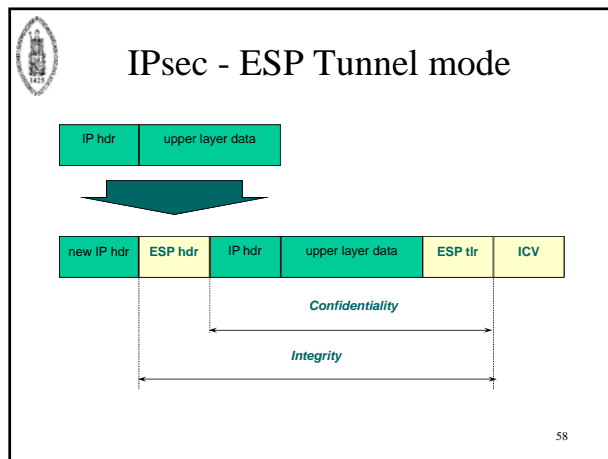 1425
IPsec - ESP Tunnel mode
IP hdr upper layer data
new IP hdr ESP hdr IP hdr upper layer data ESP tlr ICV
Confidentiality
Integrity
58